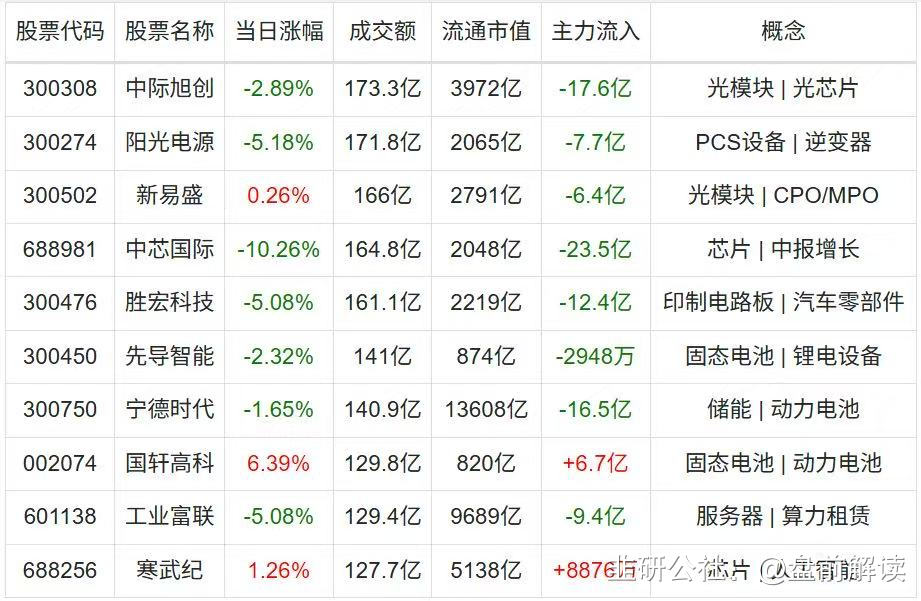 股票代码 股票名称 当日涨幅 成交额 流通市值 主力流入 概念
300308 中际旭创 -2.89% 173.3亿 3972亿 -17.6亿 光模块 | 光芯片
300274 阳光电源 -5.18% 171.8亿 2065亿 -7.7亿 PCS设备 | 逆变器
300502 新易盛 0.26% 166亿 2791亿 -6.4亿 光模块 | CPO/MPO
688981 中芯国际 -10.26% 164.8亿 2048亿 -23.5亿 芯片 | 中报增长
300476 胜宏科技 -5.08% 161.1亿 2219亿 -12.4亿 印制电路板 | 汽车零部件
300450 先导智能 -2.32% 141亿 874亿 -2948万 固态电池 | 锂电设备
300750 宁德时代 -1.65% 140.9亿 13608亿 -16.5亿 储能 | 动力电池
002074 国轩高科 6.39% 129.8亿 820亿 +6.7亿 固态电池 | 动力电池
601138 工业富联 -5.08% 129.4亿 9689亿 -9.4亿 服务器 | 算力租赁
688256 寒武纪 1.26% 127.7亿 5138亿 +8876 芯片 |
研公社 @盘前解读